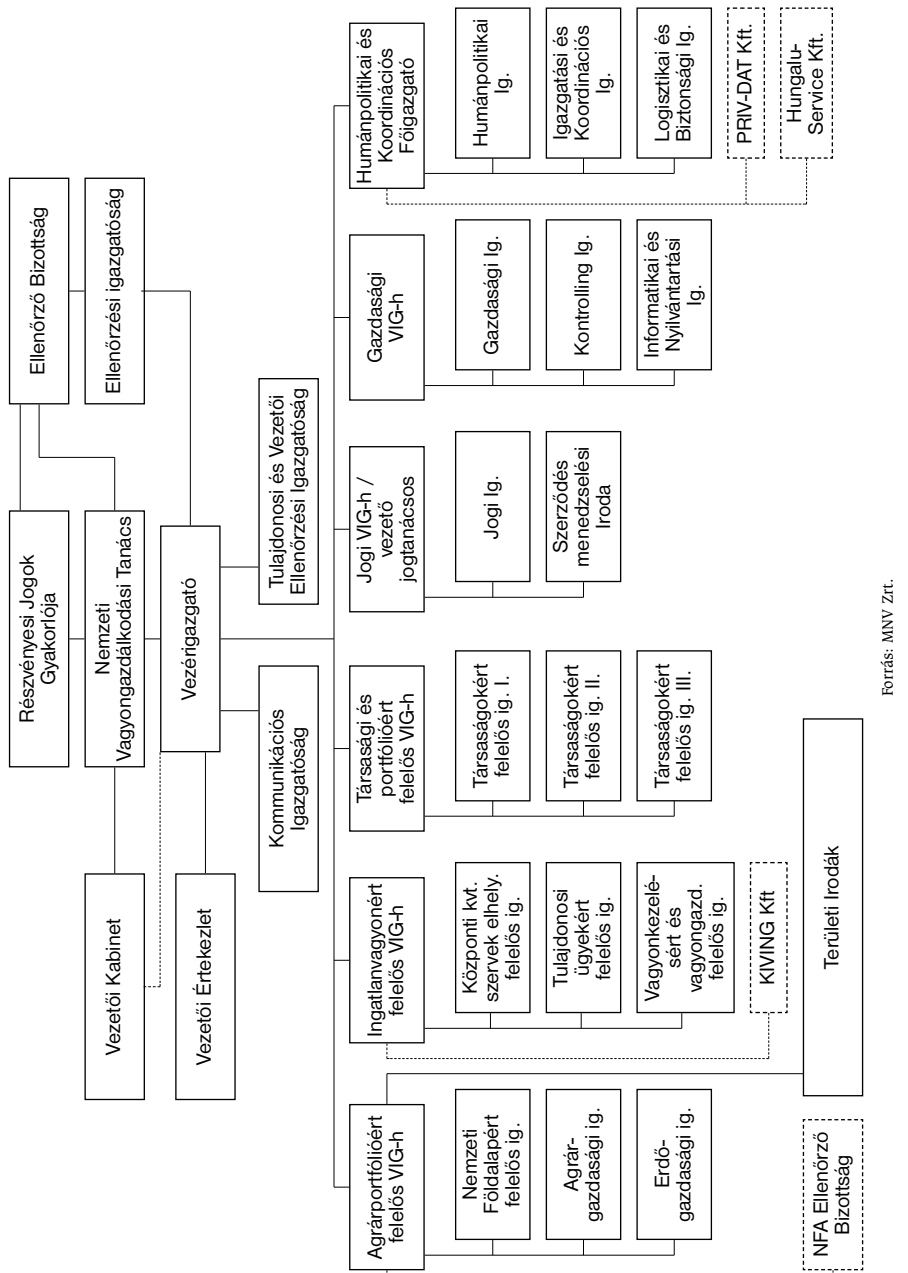 Részvényesi Jogok
Gyakorlója
Ellenőrző Bizottság
Nemzeti
Vagyongazdálkodási Tanács
Ellenőrzési igazgatóság
Vezetői Kabinet
Vezérigazgató
Vezetői Értekezlet
Kommunikációs
Igazgatóság
Tulajdonosi és Vezetői
Ellenőrzési Igazgatóság
Agrárportfólióért
felelős VIG-h
Nemzeti
Földalapért
felelős ig.
Agrár-
gazdasági ig.
Erdő-
gazdasági ig.
NFA Ellenőrző
Bizottság
Ingatlanvagyonért
felelős VIG-h
Központi kvt.
szervek elhely.
felelős ig.
Tulajdonosi
ügyekért
felelős ig.
Vagyonkezelé-
sért és
vagyongazd.
felelős ig.
KIVING Kft
Területi Irodák
Társasági és
portfólióért
felelős VIG-h
Társaságokért
felelős ig. I.
Társaságokért
felelős ig. II.
Társaságokért
felelős ig. III.
Jogi VIG-h /
vezető
jogtanácsos
Jogi Ig.
Szerződés
menedzselési
Iroda
Gazdasági
VIG-h
Gazdasági Ig.
Kontrolling Ig.
Informatikai és
Nyilvántartási
Ig.
Humánpolitikai és
Koordinációs
Főigazgató
Humánpolitikai
Ig.
Igazgatási és
Koordinációs
Ig.
Logisztikai és
Biztonsági Ig.
PRIV-DAT Kft.
Hungalu-
Service Kft.
Forrás: MNV Zrt.